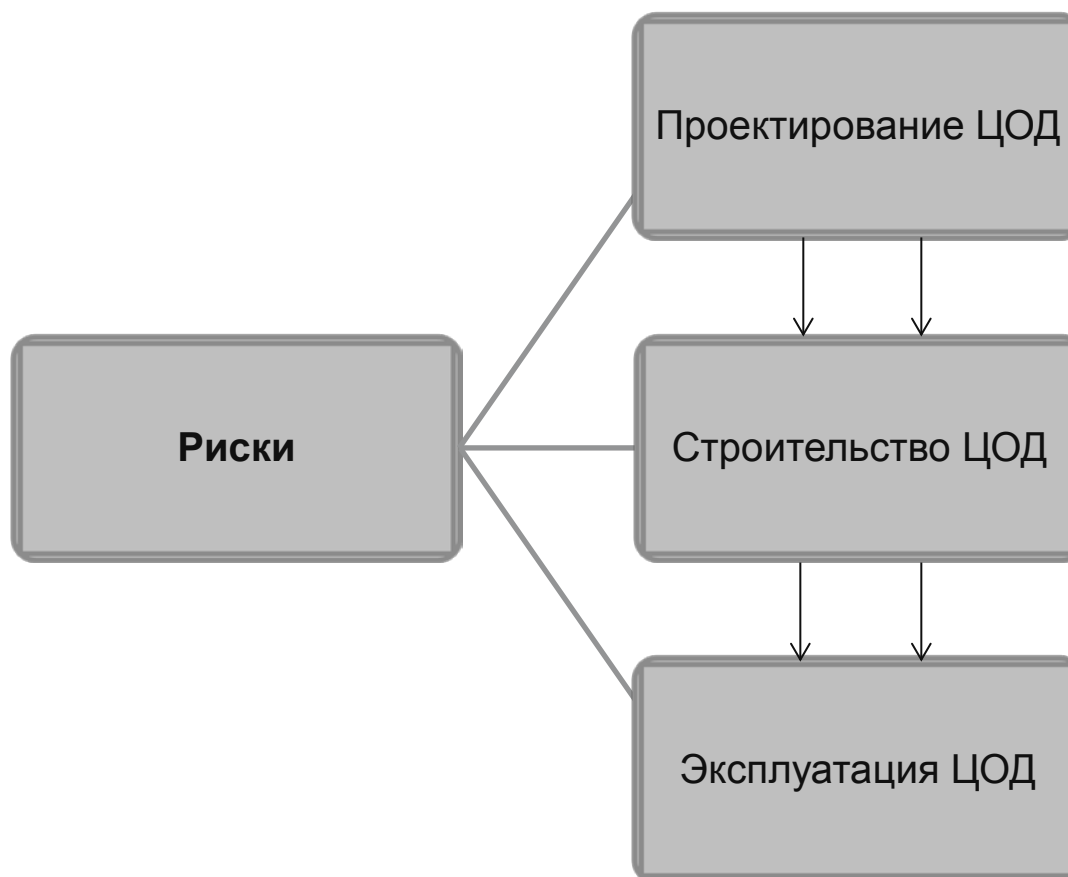 Проектирование ЦОД
Риски
Строительство ЦОД
Эксплуатация ЦОД